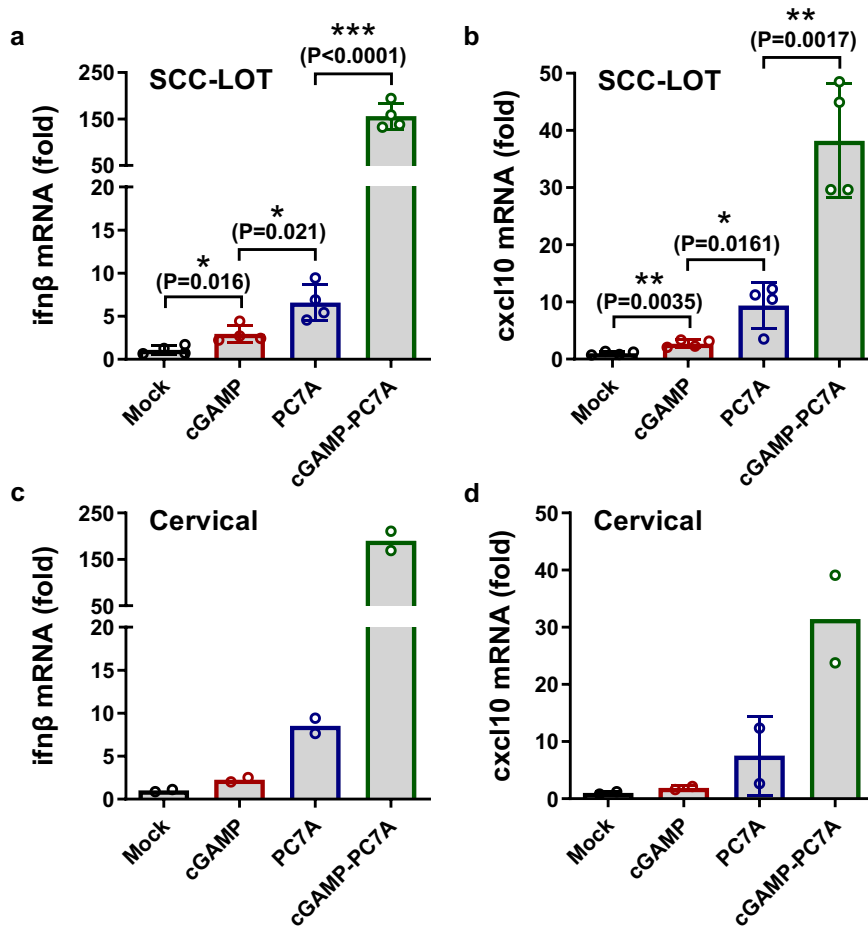 a
SCC-LOT
***
(P<0.0001)
*
(P=0.021)
*
(P=0.016)
ifnβ mRNA (fold)
250
150
50
20
15
10
5
0
Mock
cGAMP
PC7A
cGAMP-PC7A
b
SCC-LOT
**
(P=0.0017)
*
(P=0.0161)
**
(P=0.0035)
cxcl10 mRNA (fold)
50
40
30
20
10
0
Mock
cGAMP
PC7A
cGAMP-PC7A
c
Cervical
ifnβ mRNA (fold)
250
150
50
20
15
10
5
0
Mock
cGAMP
PC7A
cGAMP-PC7A
d
Cervical
cxcl10 mRNA (fold)
50
40
30
20
10
0
Mock
cGAMP
PC7A
cGAMP-PC7A